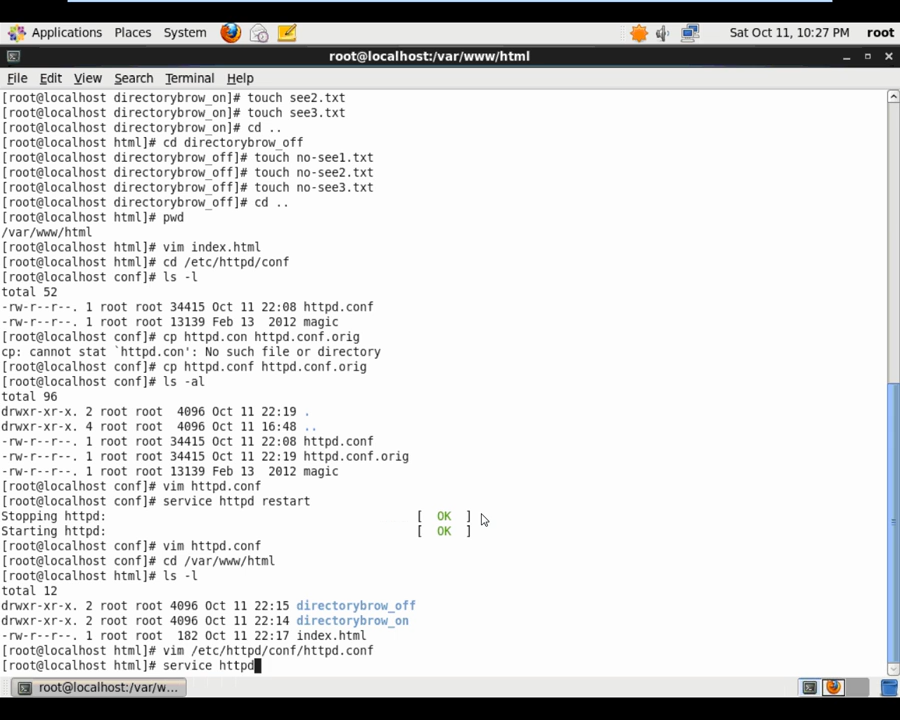 Applications Places System Sat Oct 11, 10:27 PM root
root@localhost:/var/www/html
File Edit View Search Terminal Help
[root@localhost directorybrow_on]# touch see2.txt
[root@localhost directorybrow_on]# touch see3.txt
[root@localhost directorybrow_on]# cd ..
[root@localhost html]# cd directorybrow_off
[root@localhost directorybrow_off]# touch no-see1.txt
[root@localhost directorybrow_off]# touch no-see2.txt
[root@localhost directorybrow_off]# touch no-see3.txt
[root@localhost directorybrow_off]# cd ..
[root@localhost html]# pwd
/var/www/html
[root@localhost html]# vim index.html
[root@localhost html]# cd /etc/httpd/conf
[root@localhost conf]# ls -l
total 52
-rw-r--r--. 1 root root 34415 Oct 11 22:08 httpd.conf
-rw-r--r--. 1 root root 13139 Feb 13  2012 magic
[root@localhost conf]# cp httpd.con httpd.conf.orig
cp: cannot stat `httpd.con': No such file or directory
[root@localhost conf]# cp httpd.conf httpd.conf.orig
[root@localhost conf]# ls -al
total 96
drwxr-xr-x. 2 root root  4096 Oct 11 22:19 .
drwxr-xr-x. 4 root root  4096 Oct 11 16:48 ..
-rw-r--r--. 1 root root 34415 Oct 11 22:08 httpd.conf
-rw-r--r--. 1 root root 34415 Oct 11 22:19 httpd.conf.orig
-rw-r--r--. 1 root root 13139 Feb 13  2012 magic
[root@localhost conf]# vim httpd.conf
[root@localhost conf]# service httpd restart
Stopping httpd: [  OK  ]
Starting httpd: [  OK  ]
[root@localhost conf]# vim httpd.conf
[root@localhost conf]# cd /var/www/html
[root@localhost html]# ls -l
total 12
drwxr-xr-x. 2 root root 4096 Oct 11 22:15 directorybrow_off
drwxr-xr-x. 2 root root 4096 Oct 11 22:14 directorybrow_on
-rw-r--r--. 1 root root  182 Oct 11 22:17 index.html
[root@localhost html]# vim /etc/httpd/conf/httpd.conf
[root@localhost html]# service httpd
root@localhost:/var/w...